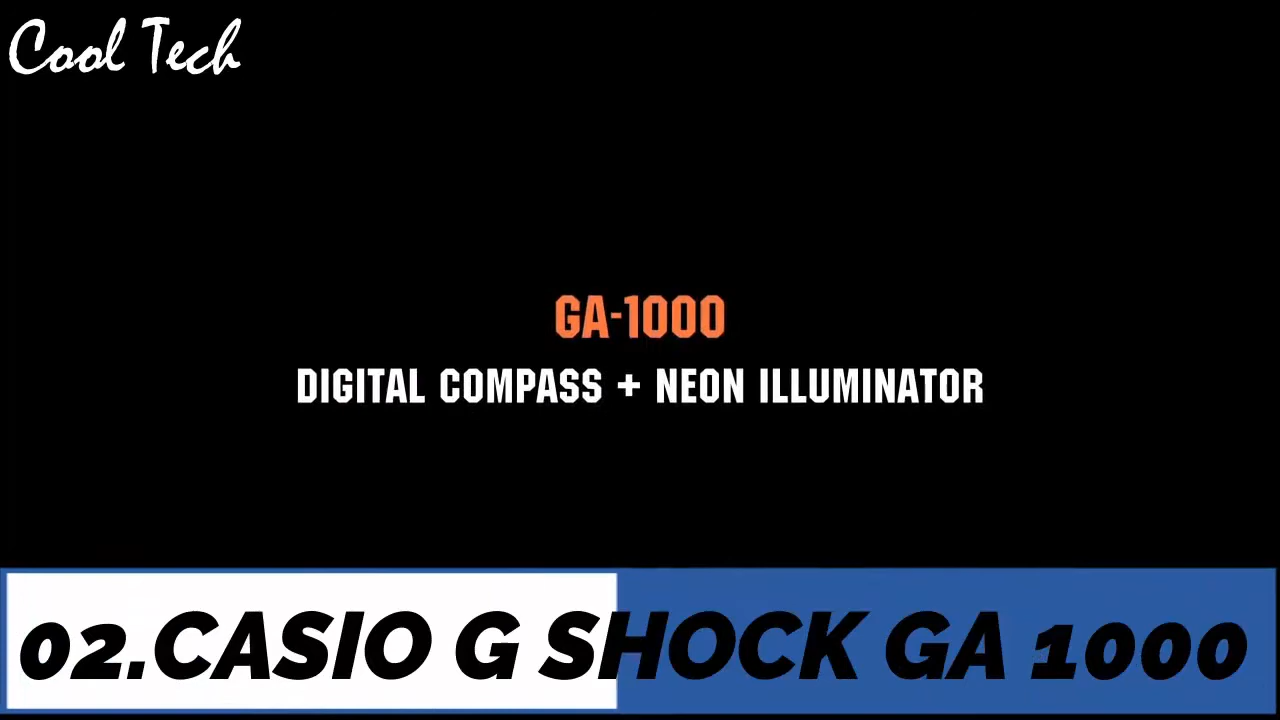 Cool Tech
GA-1000
DIGITAL COMPASS + NEON ILLUMINATOR
02.CASIO G SHOCK GA 1000